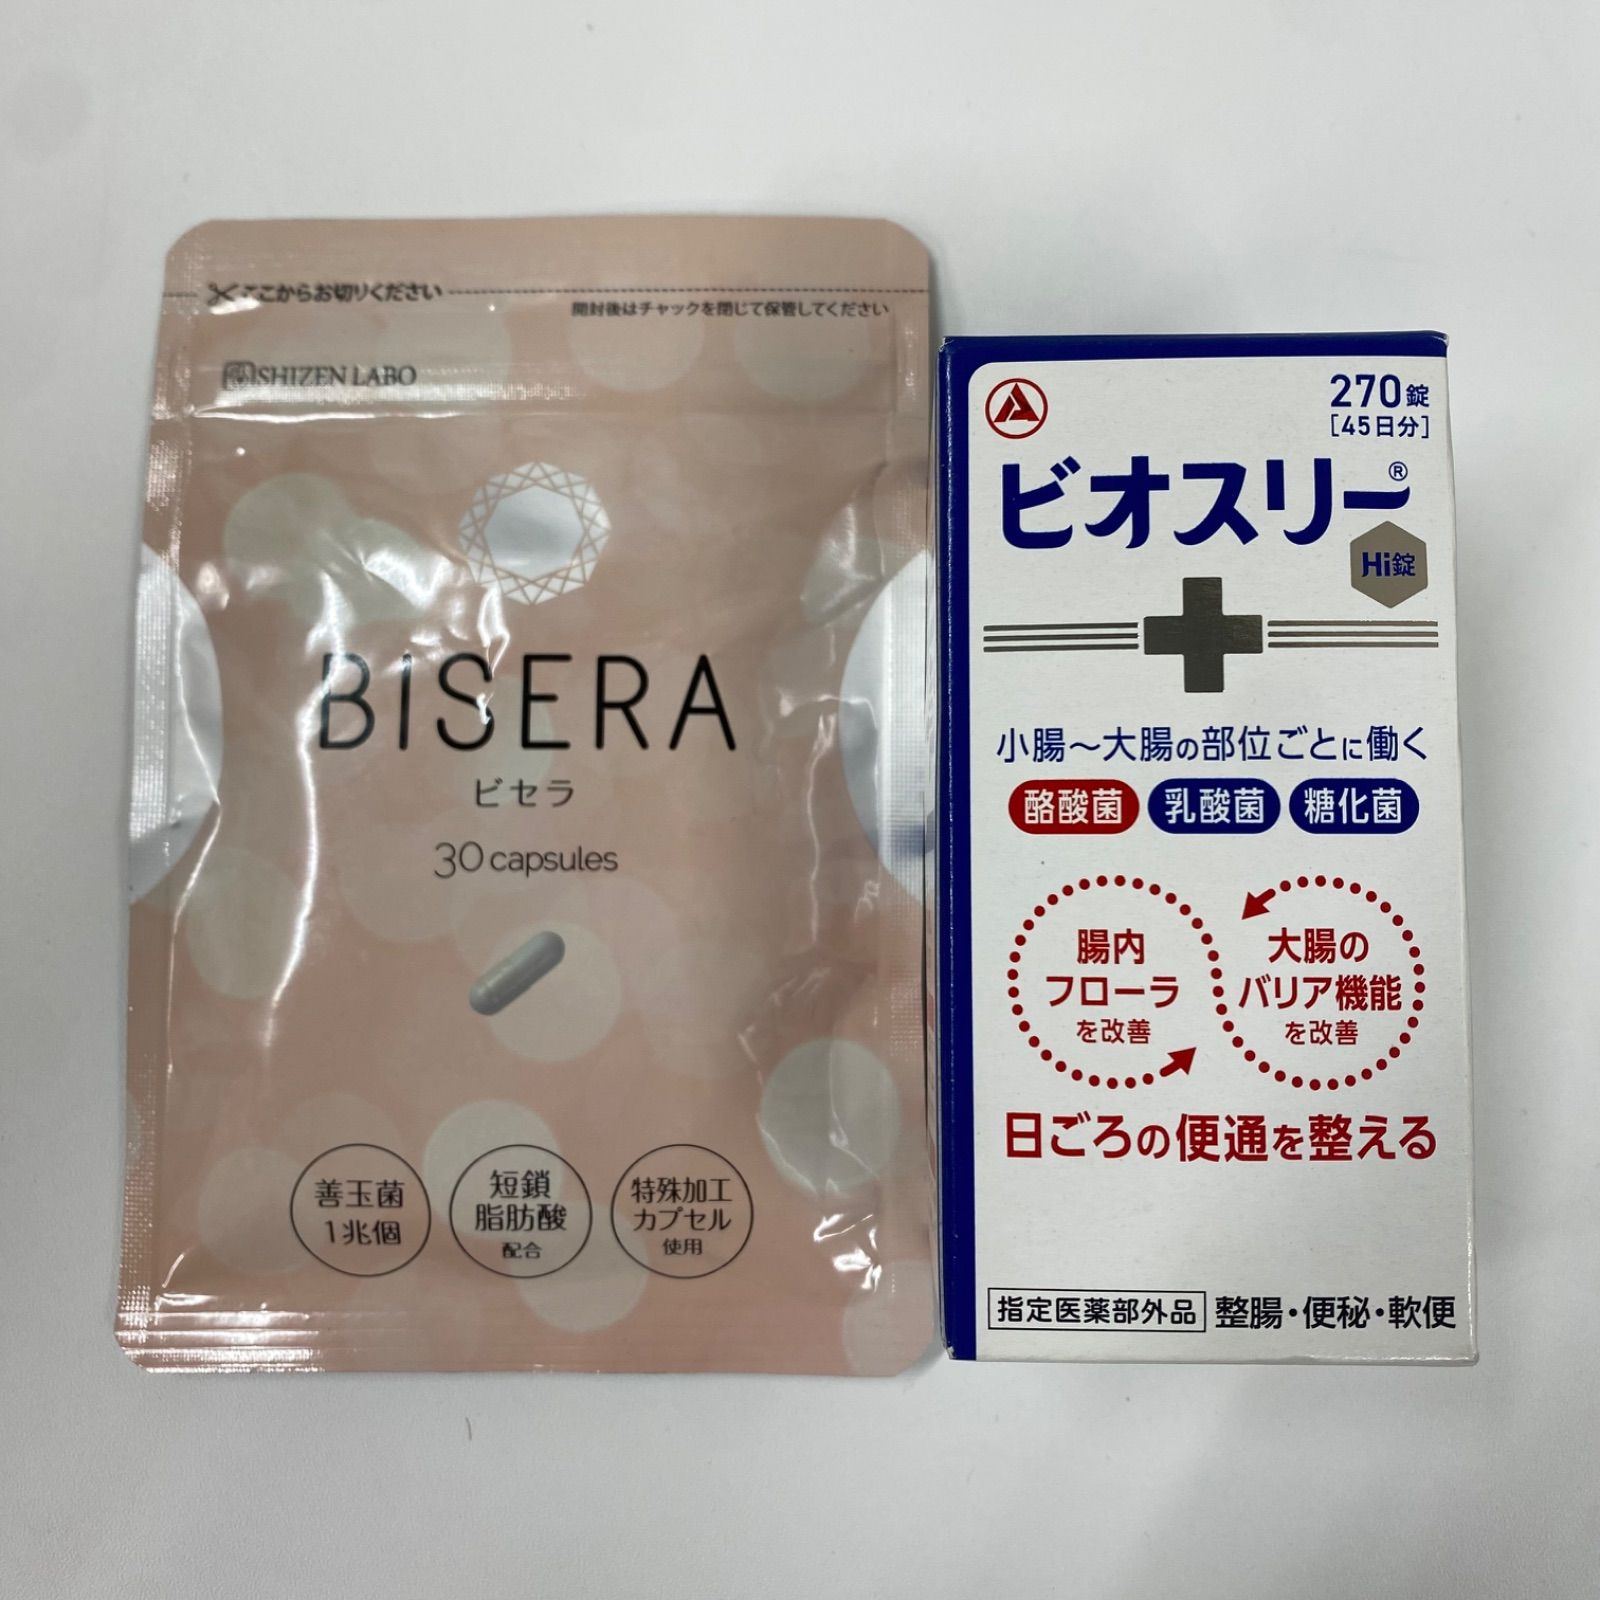 ここからお切りください
開封後はチャックを閉じて保管してください
SHIZEN LABO
BISERA
ビセラ
30 capsules
善玉菌
1兆個
短鎖
脂肪酸
配合
特殊加工
カプセル
使用
270錠
[45日分]
ビオスリー®
Hi錠
小腸〜大腸の部位ごとに働く
酪酸菌 乳酸菌 糖化菌
腸内
フローラ
を改善
大腸の
バリア機能
を改善
日ごろの便通を整える
指定医薬部外品 整腸・便秘・軟便